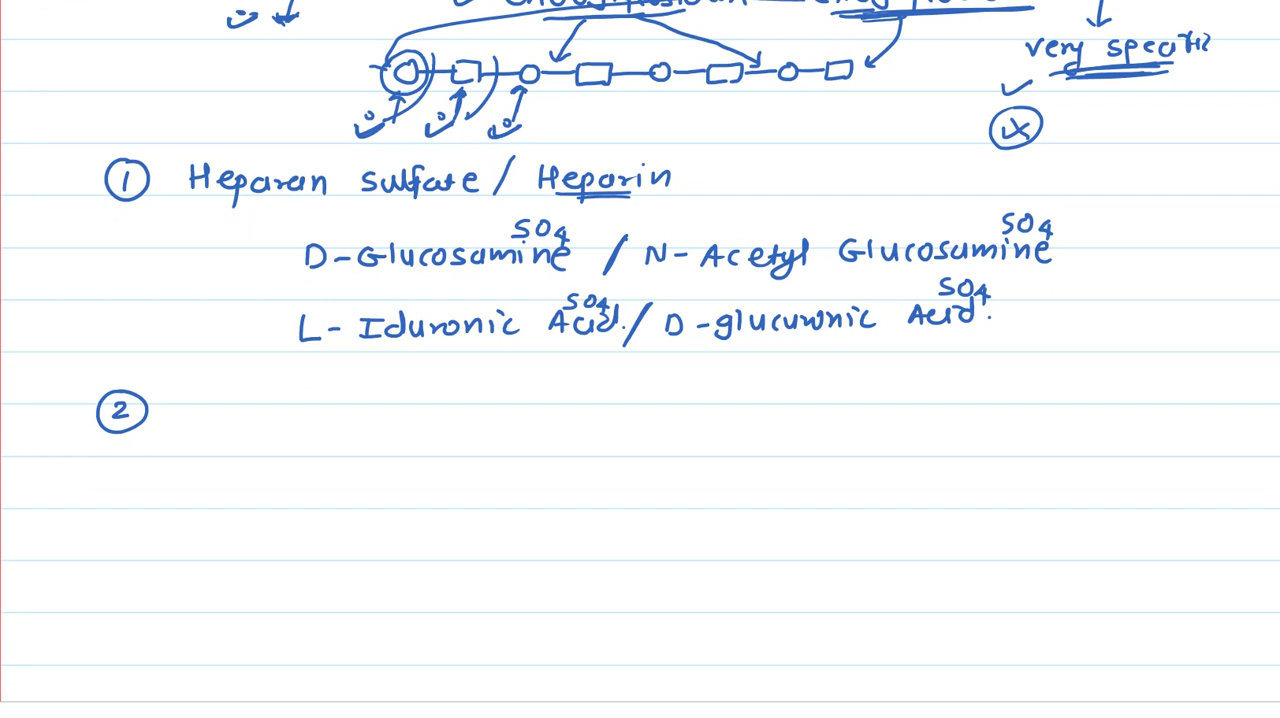 very specific
① Heparan sulfate / Heparin
SO4 SO4
D-Glucosamine / N-Acetyl Glucosamine
SO4 SO4
L-Iduronic Acid. / D-glucuronic Acid.
②